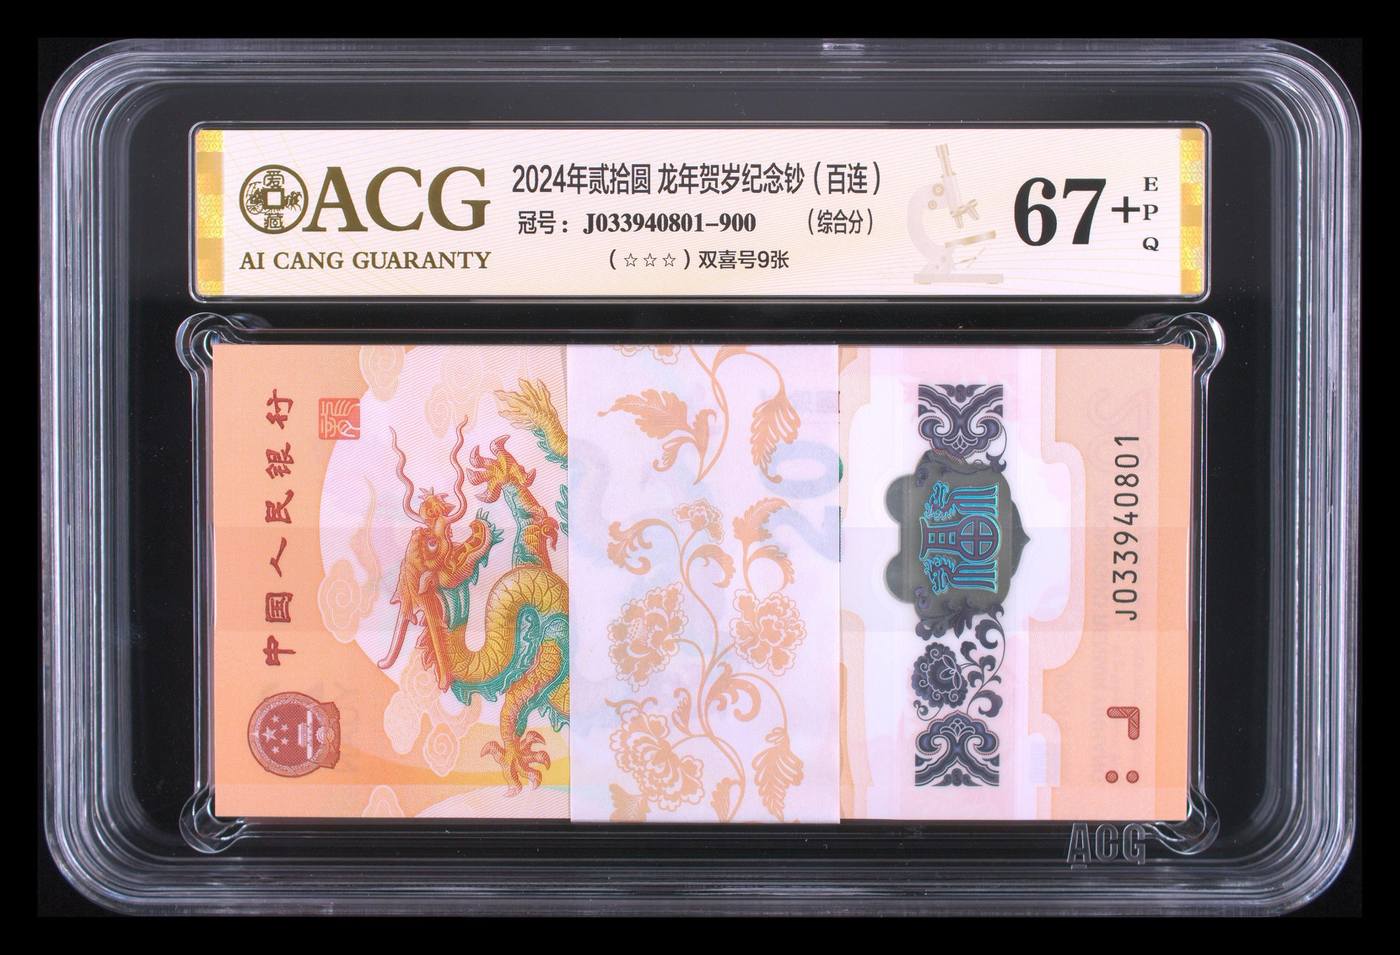 ACG
AI CANG GUARANTY
2024年贰拾圆 龙年贺岁纪念钞（百连）
冠号：J033940801-900 （综合分）
（☆☆☆）双喜号9张
67+
EPQ
中国人民银行
20
J033940801
ACG